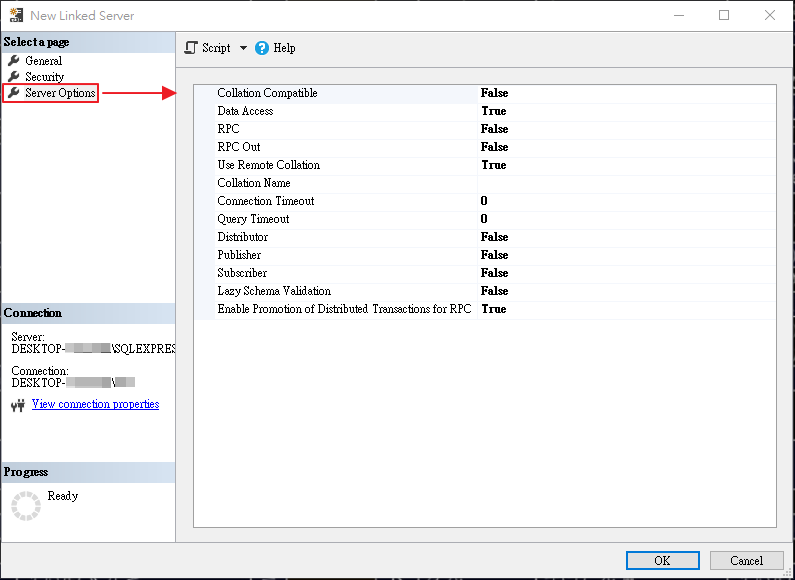 New Linked Server
Select a page
General
Security
Server Options
Script
Help
Collation Compatible False
Data Access True
RPC False
RPC Out False
Use Remote Collation True
Collation Name
Connection Timeout 0
Query Timeout 0
Distributor False
Publisher False
Subscriber False
Lazy Schema Validation False
Enable Promotion of Distributed Transactions for RPC True
Connection
Server:
DESKTOP- \SQLEXPRES
Connection:
DESKTOP- \
View connection properties
Progress
Ready
OK
Cancel